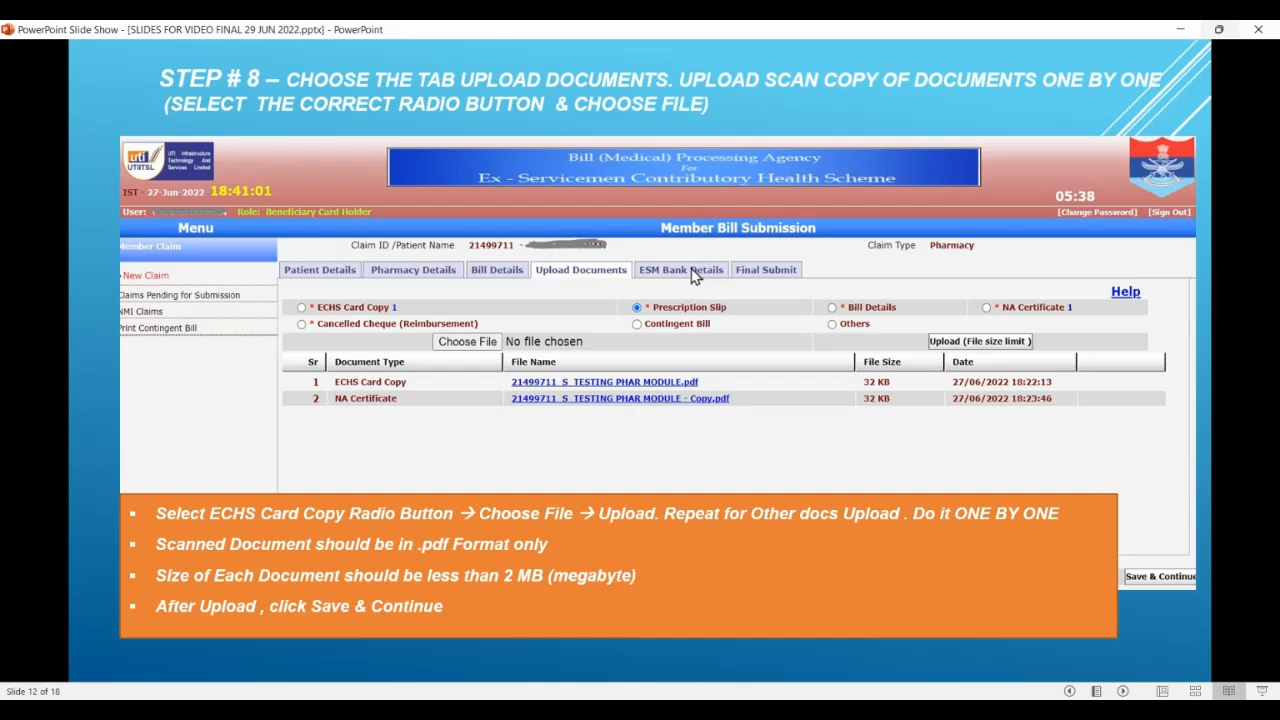 PowerPoint Slide Show - [SLIDES FOR VIDEO FINAL 29 JUN 2022.pptx] - PowerPoint
STEP # 8 – CHOOSE THE TAB UPLOAD DOCUMENTS. UPLOAD SCAN COPY OF DOCUMENTS ONE BY ONE
(SELECT THE CORRECT RADIO BUTTON & CHOOSE FILE)
uti
UTIITSL
UTI Infrastructure
Technology And
Services Limited
Bill (Medical) Processing Agency
For
Ex - Servicemen Contributory Health Scheme
IST - 27-Jun-2022 18:41:01
05:38
User: Role: Beneficiary Card Holder
[Change Password] [Sign Out]
Menu
Member Bill Submission
Member Claim
Claim ID /Patient Name 21499711 - Claim Type Pharmacy
New Claim
Claims Pending for Submission
NMI Claims
Print Contingent Bill
Patient Details Pharmacy Details Bill Details Upload Documents ESM Bank Details Final Submit
Help
* ECHS Card Copy 1 * Prescription Slip * Bill Details * NA Certificate 1
* Cancelled Cheque (Reimbursement) Contingent Bill Others
Choose File No file chosen Upload (File size limit )
Sr Document Type File Name File Size Date
1 ECHS Card Copy 21499711_S_TESTING PHAR MODULE.pdf 32 KB 27/06/2022 18:22:13
2 NA Certificate 21499711_S_TESTING PHAR MODULE - Copy.pdf 32 KB 27/06/2022 18:23:46
▪ Select ECHS Card Copy Radio Button → Choose File → Upload. Repeat for Other docs Upload . Do it ONE BY ONE
▪ Scanned Document should be in .pdf Format only
▪ Size of Each Document should be less than 2 MB (megabyte)
▪ After Upload , click Save & Continue
Save & Continue
Slide 12 of 18